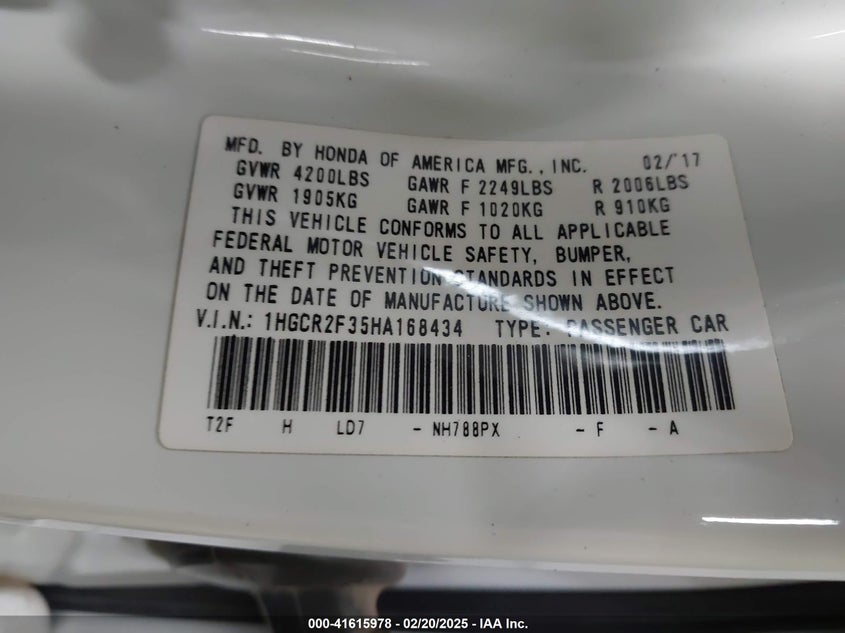 MFD. BY HONDA OF AMERICA MFG., INC. 02/'17
GVWR 4200LBS GAWR F 2249LBS R 2006LBS
GVWR 1905KG GAWR F 1020KG R 910KG
THIS VEHICLE CONFORMS TO ALL APPLICABLE
FEDERAL MOTOR VEHICLE SAFETY, BUMPER,
AND THEFT PREVENTION STANDARDS IN EFFECT
ON THE DATE OF MANUFACTURE SHOWN ABOVE.
V.I.N.: 1HGCR2F35HA168434 TYPE: PASSENGER CAR
T2F H LD7 - NH788PX - F - A
000-41615978 - 02/20/2025 - IAA Inc.